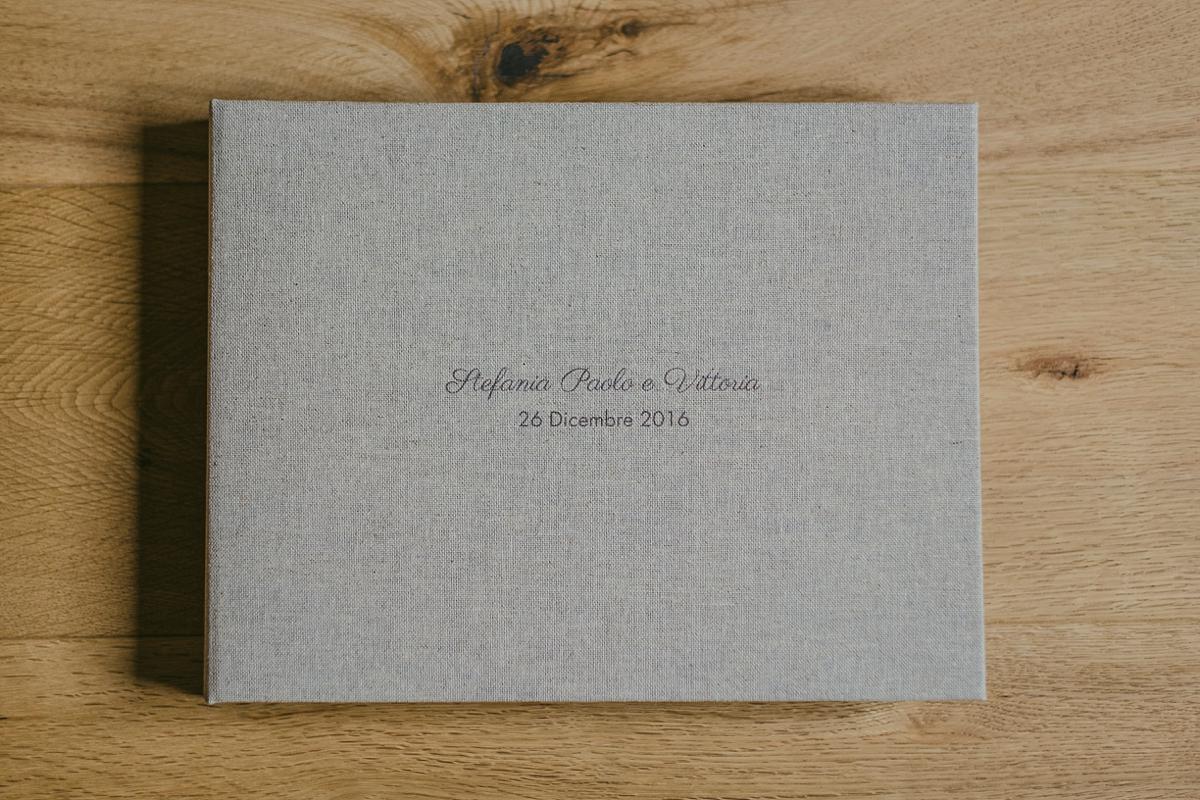 Stefania Paolo e Vittoria
26 Dicembre 2016